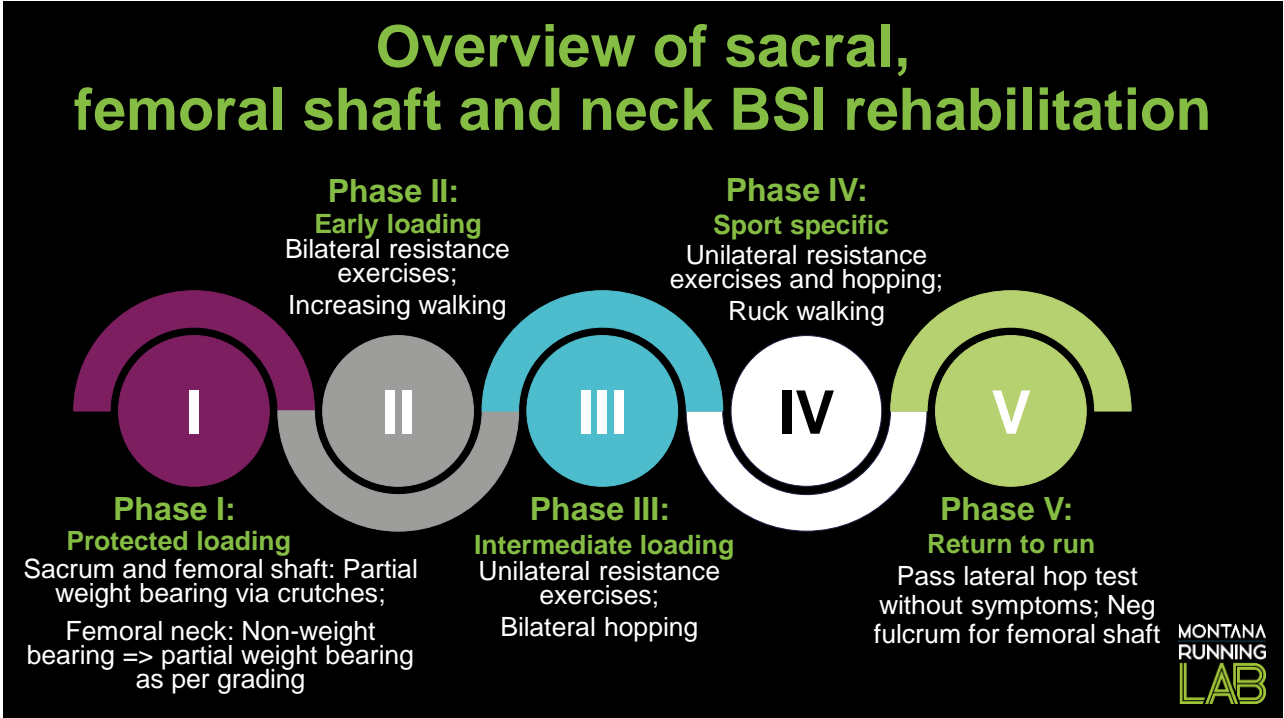 Overview of sacral,
femoral shaft and neck BSI rehabilitation
Phase II:
Early loading
Bilateral resistance
exercises;
Increasing walking
Phase IV:
Sport specific
Unilateral resistance
exercises and hopping;
Ruck walking
I
II
III
IV
V
Phase I:
Protected loading
Sacrum and femoral shaft: Partial
weight bearing via crutches;
Femoral neck: Non-weight
bearing => partial weight bearing
as per grading
Phase III:
Intermediate loading
Unilateral resistance
exercises;
Bilateral hopping
Phase V:
Return to run
Pass lateral hop test
without symptoms; Neg
fulcrum for femoral shaft
MONTANA
RUNNING
LAB